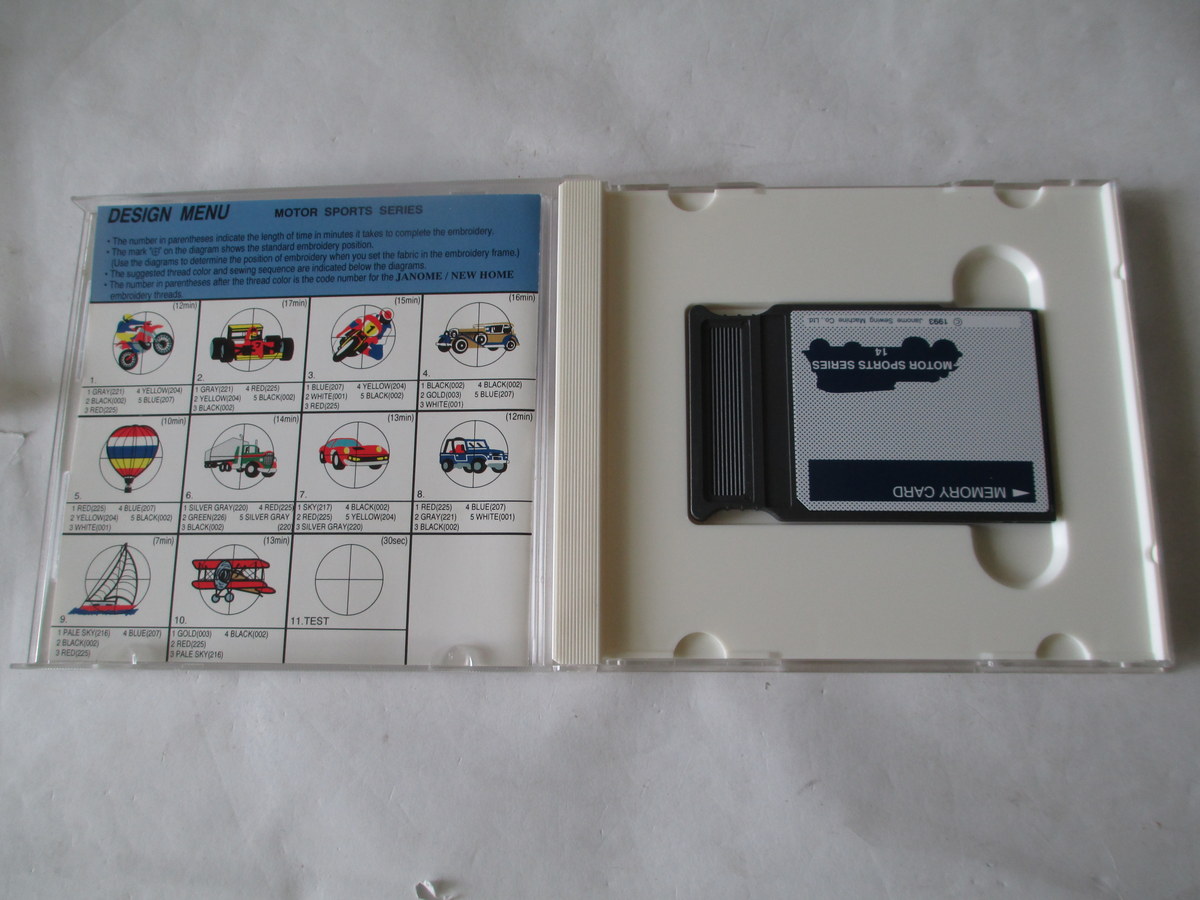 DESIGN MENU MOTOR SPORTS SERIES
• The number in parentheses indicate the length of time in minutes it takes to complete the embroidery.
• The mark "⊕" on the diagram shows the standard embroidery position.
(Use the diagrams to determine the position of embroidery when you set the fabric in the embroidery frame.)
• The suggested thread color and sewing sequence are indicated below the diagrams.
• The number in parentheses after the thread color is the code number for the JANOME / NEW HOME
embroidery threads.
(12min)
1.
1 GRAY(221) 4 YELLOW(204)
2 BLACK(002) 5 BLUE(207)
3 RED(225)
(17min)
2.
1 GRAY(221) 4 RED(225)
2 YELLOW(204) 5 BLACK(002)
3 BLACK(002)
(15min)
3.
1 BLUE(207) 4 YELLOW(204)
2 WHITE(001) 5 BLACK(002)
3 RED(225)
(16min)
4.
1 BLACK(002) 4 BLACK(002)
2 GOLD(003) 5 BLUE(207)
3 WHITE(001)
(10min)
5.
1 RED(225) 4 BLUE(207)
2 YELLOW(204) 5 BLACK(002)
3 WHITE(001)
(14min)
6.
1 SILVER GRAY(220) 4 RED(225)
2 GREEN(226) 5 SILVER GRAY
3 BLACK(002) (220)
(13min)
7.
1 SKY(217) 4 BLACK(002)
2 RED(225) 5 YELLOW(204)
3 SILVER GRAY(220)
(12min)
8.
1 RED(225) 4 BLUE(207)
2 GRAY(221) 5 WHITE(001)
3 BLACK(002)
(7min)
9.
1 PALE SKY(216) 4 BLUE(207)
2 BLACK(002)
3 RED(225)
(13min)
10.
1 GOLD(003) 4 BLACK(002)
2 RED(225)
3 PALE SKY(216)
(30sec)
11.TEST
◀ MEMORY CARD
14
MOTOR SPORTS SERIES
© 1993 Janome Sewing Machine Co. Ltd.
1